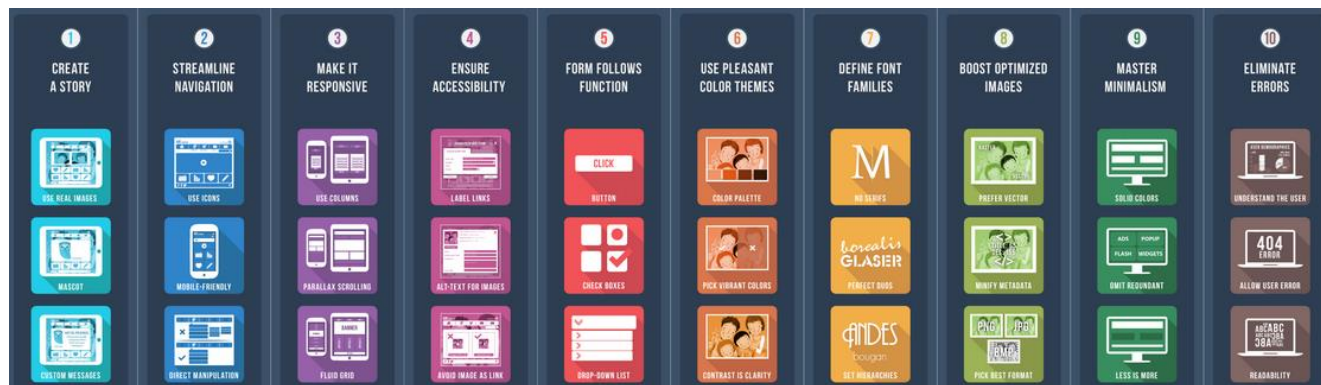 1
CREATE
A STORY
USE REAL IMAGES
MASCOT
CUSTOM MESSAGES
2
STREAMLINE
NAVIGATION
USE ICONS
MOBILE-FRIENDLY
DIRECT MANIPULATION
3
MAKE IT
RESPONSIVE
USE COLUMNS
PARALLAX SCROLLING
BANNER
FLUID GRID
4
ENSURE
ACCESSIBILITY
LABEL LINKS
ALT-TEXT FOR IMAGES
AVOID IMAGE AS LINK
5
FORM FOLLOWS
FUNCTION
CLICK
BUTTON
CHECK BOXES
DROP-DOWN LIST
6
USE PLEASANT
COLOR THEMES
COLOR PALETTE
PICK VIBRANT COLORS
CONTRAST IS CLARITY
7
DEFINE FONT
FAMILIES
M
NO SERIFS
borealis
GLASER
PERFECT DUOS
ANDES
bougan
SET HIERARCHIES
8
BOOST OPTIMIZED
IMAGES
PREFER VECTOR
MINIFY METADATA
PNG JPG
BMP
PICK BEST FORMAT
9
MASTER
MINIMALISM
SOLID COLORS
ADS POPUP
FLASH WIDGETS
OMIT REDUNDANT
LESS IS MORE
10
ELIMINATE
ERRORS
USER DEMOGRAPHICS
UNDERSTAND THE USER
404
ERROR
ALLOW USER ERROR
READABILITY